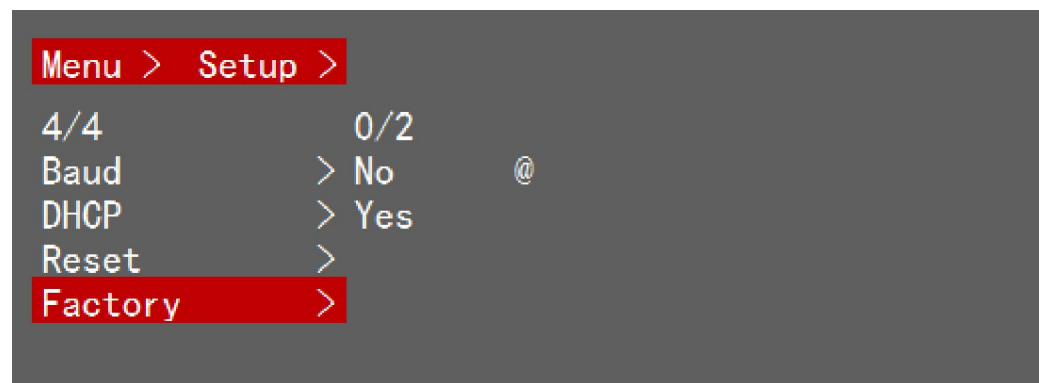 Menu > Setup >
4/4 0/2
Baud > No @
DHCP > Yes
Reset >
Factory >